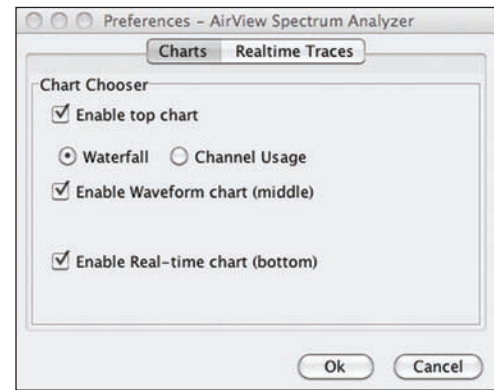 Preferences – AirView Spectrum Analyzer
Charts Realtime Traces
Chart Chooser
Enable top chart
Waterfall Channel Usage
Enable Waveform chart (middle)
Enable Real-time chart (bottom)
Ok Cancel